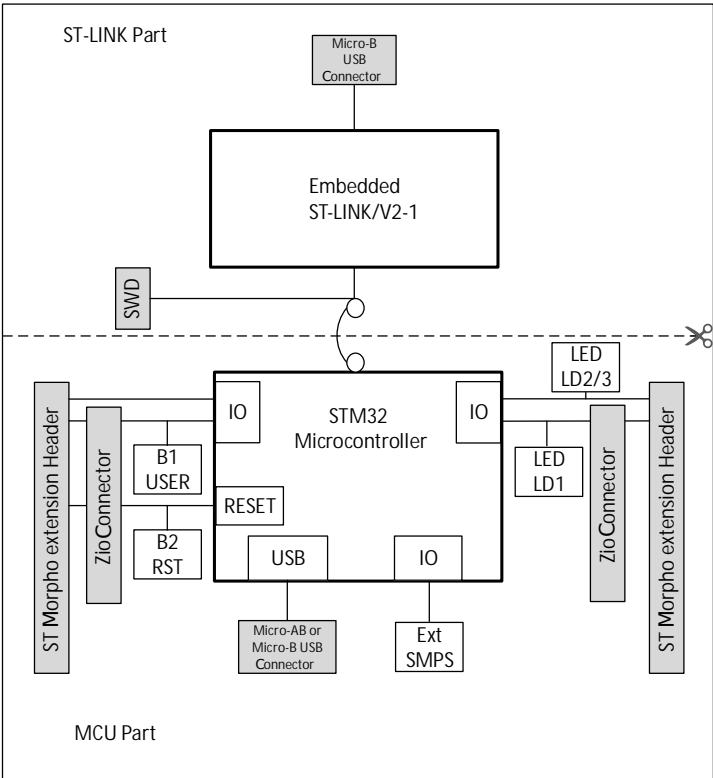 ST-LINK Part
Micro-B
USB
Connector
Embedded
ST-LINK/V2-1
SWD
LED
LD2/3
IO
STM32
Microcontroller
IO
ST Morpho extension Header
ZioConnector
B1
USER
LED
LD1
ZioConnector
ST Morpho extension Header
RESET
B2
RST
USB
IO
Micro-AB or
Micro-B USB
Connector
Ext
SMPS
MCU Part